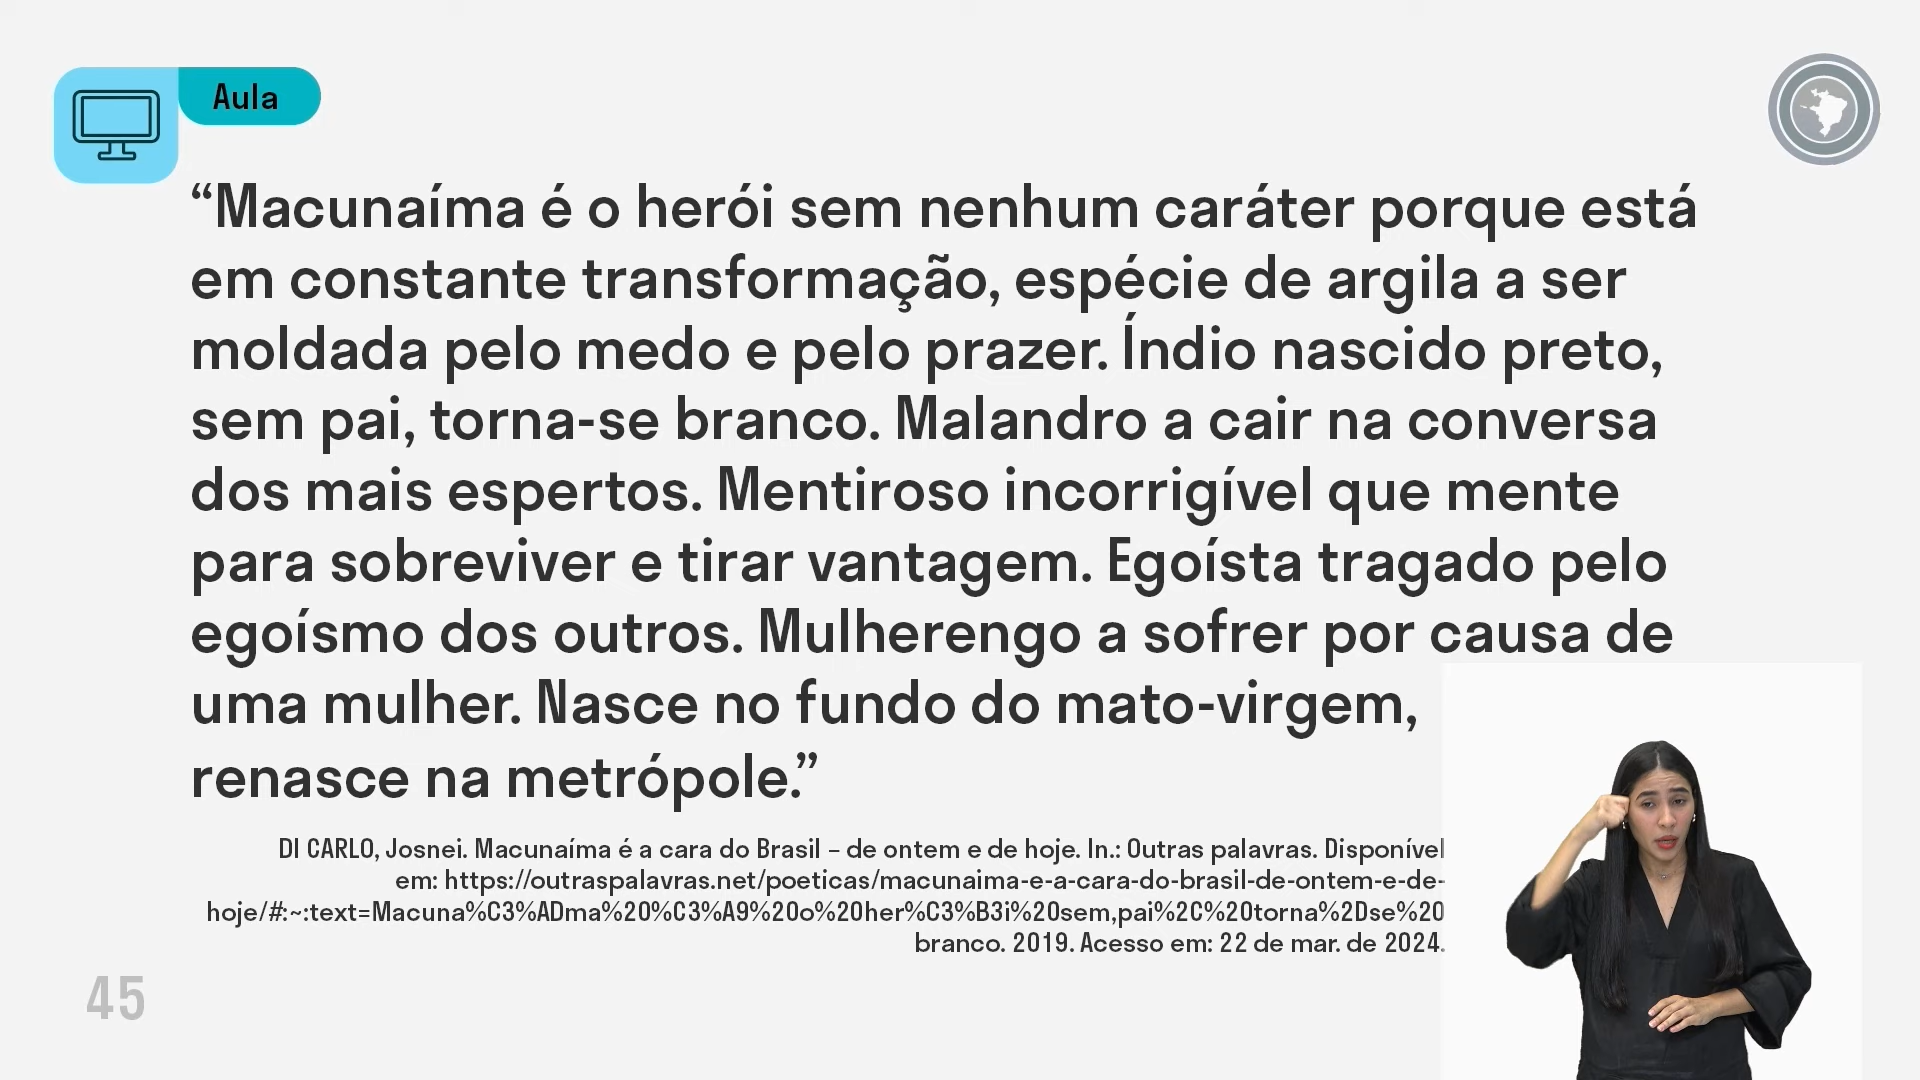 Aula
“Macunaíma é o herói sem nenhum caráter porque está
em constante transformação, espécie de argila a ser
moldada pelo medo e pelo prazer. Índio nascido preto,
sem pai, torna-se branco. Malandro a cair na conversa
dos mais espertos. Mentiroso incorrigível que mente
para sobreviver e tirar vantagem. Egoísta tragado pelo
egoísmo dos outros. Mulherengo a sofrer por causa de
uma mulher. Nasce no fundo do mato-virgem,
renasce na metrópole.”
DI CARLO, Josnei. Macunaíma é a cara do Brasil – de ontem e de hoje. In.: Outras palavras. Disponível
em: https://outraspalavras.net/poeticas/macunaima-e-a-cara-do-brasil-de-ontem-e-de-
hoje/#:~:text=Macuna%C3%ADma%20%C3%A9%20o%20her%C3%B3i%20sem,pai%2C%20torna%2Dse%20
branco. 2019. Acesso em: 22 de mar. de 2024.
45